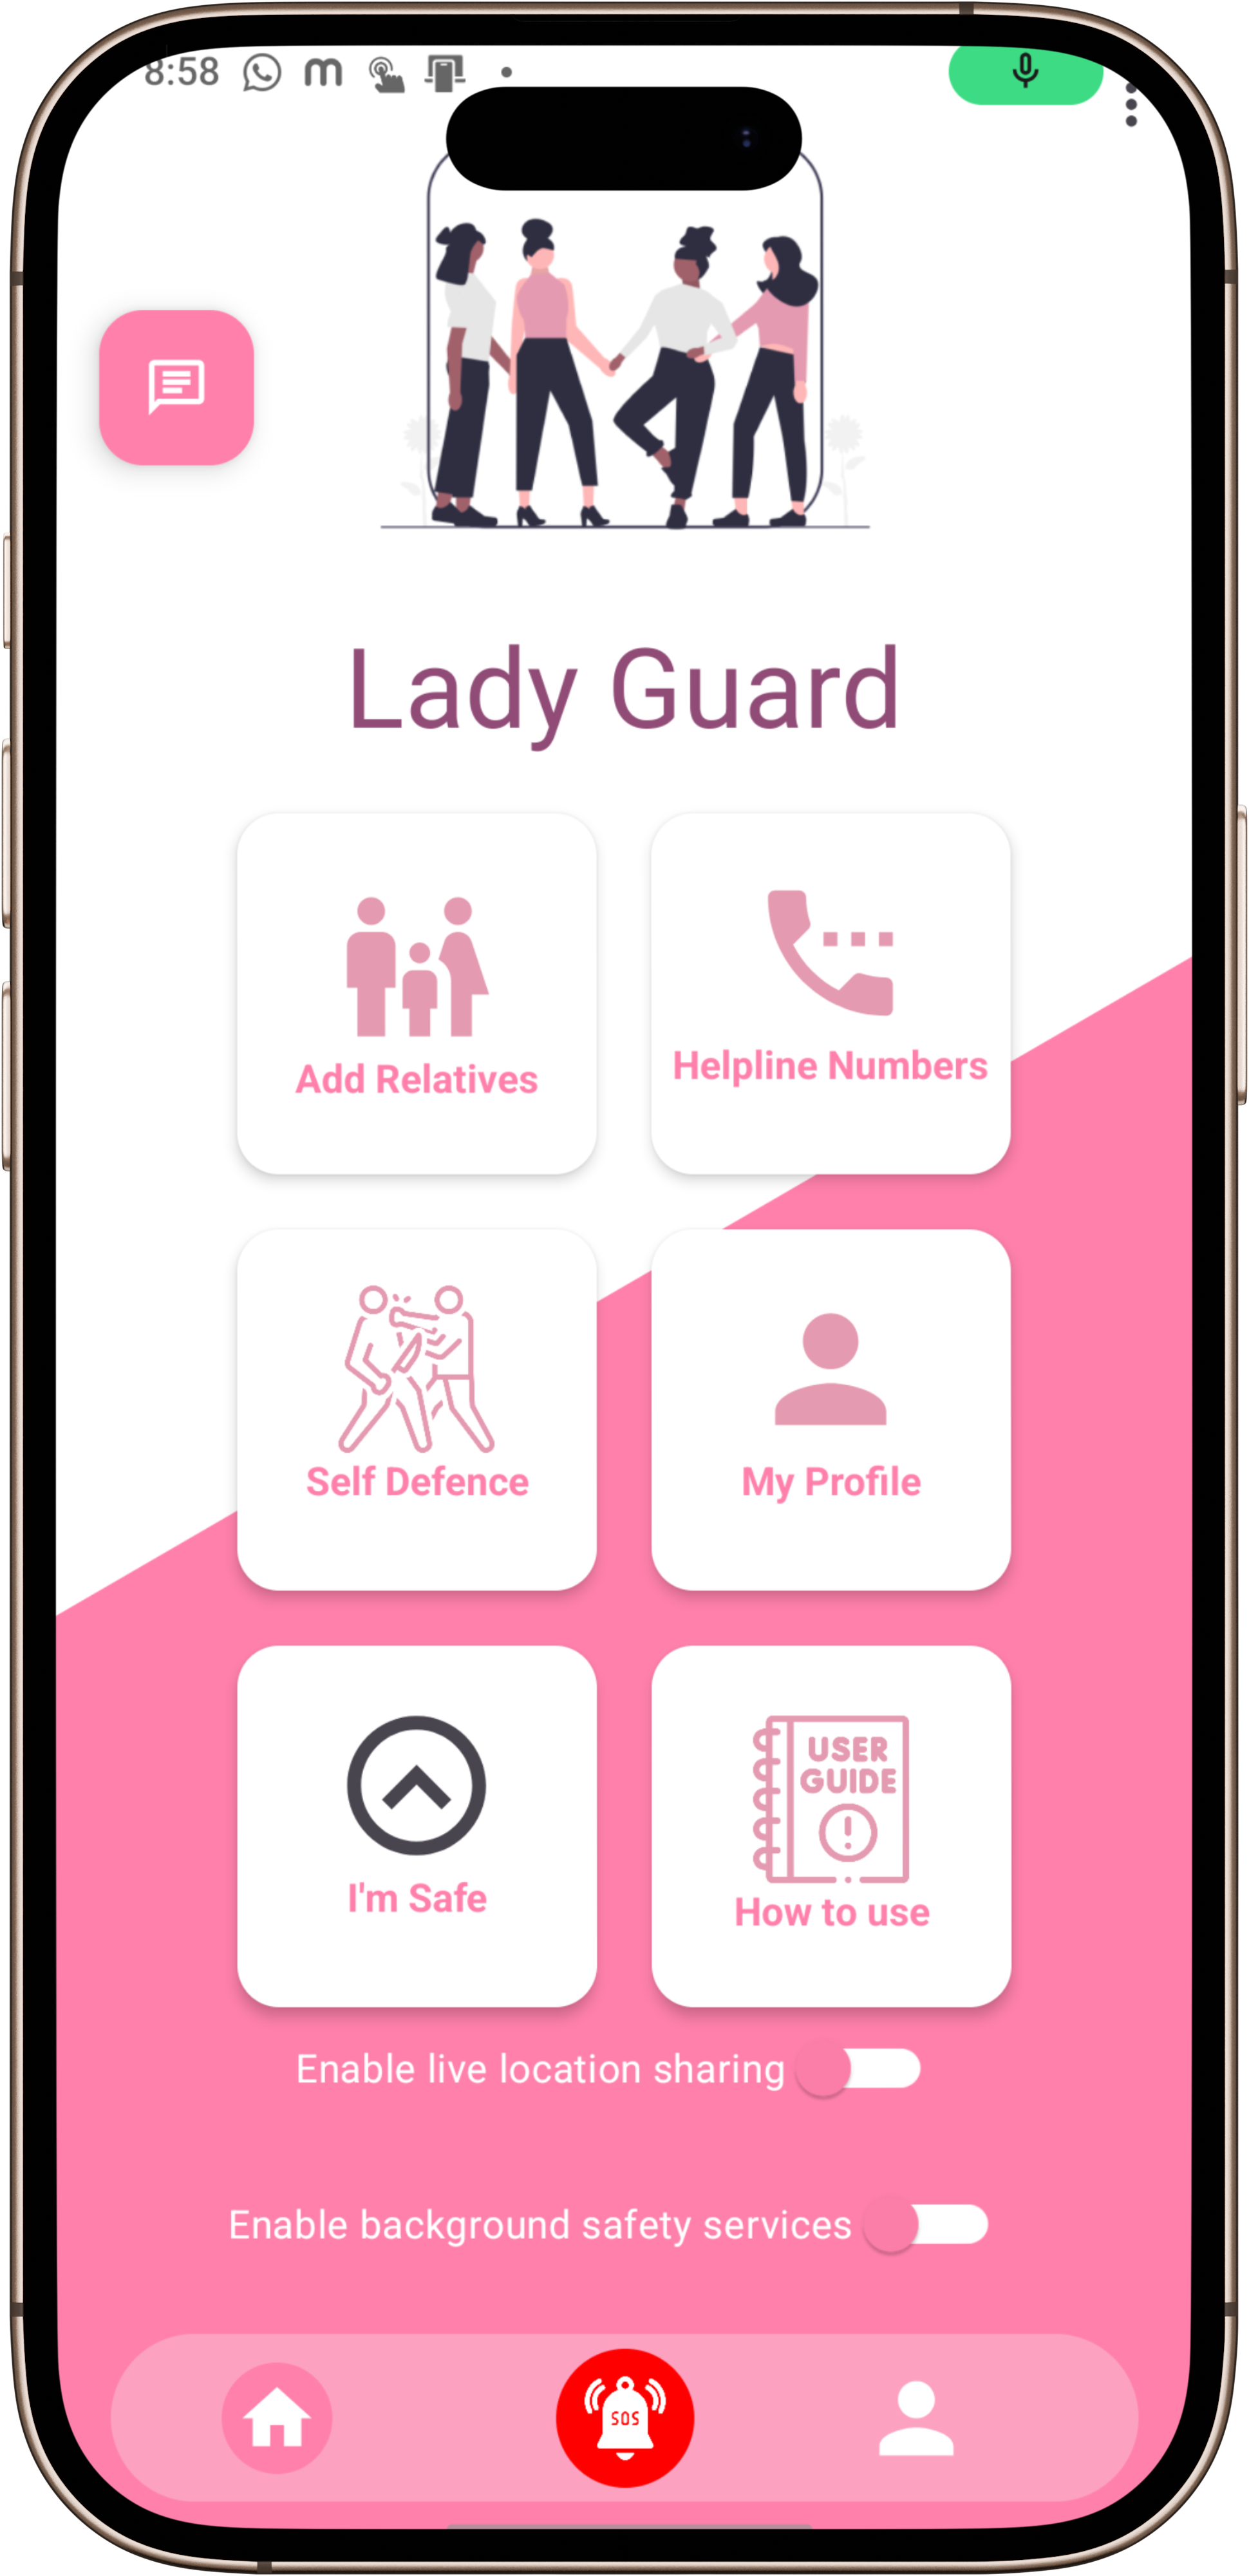 8:58
Lady Guard
Add Relatives
Helpline Numbers
Self Defence
My Profile
USER
GUIDE
I'm Safe
How to use
Enable live location sharing
Enable background safety services
SOS